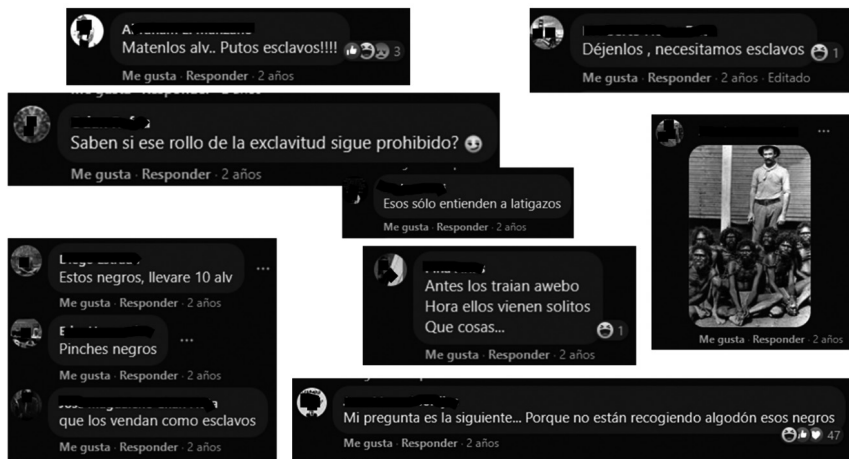 Matenlos alv.. Putos esclavos!!!!
3
Me gusta · Responder · 2 años
Déjenlos , necesitamos esclavos
1
Me gusta · Responder · 2 años · Editado
Saben si ese rollo de la exclavitud sigue prohibido?
Me gusta · Responder · 2 años
Esos sólo entienden a latigazos
Me gusta · Responder · 2 años
Me gusta · Responder · 2 años
Estos negros, llevare 10 alv
Me gusta · Responder · 2 años
Pinches negros
Me gusta · Responder · 2 años
que los vendan como esclavos
Me gusta · Responder · 2 años
Antes los traian awebo
Hora ellos vienen solitos
Que cosas...
1
Me gusta · Responder · 2 años
Mi pregunta es la siguiente... Porque no están recogiendo algodón esos negros
47
Me gusta · Responder · 2 años